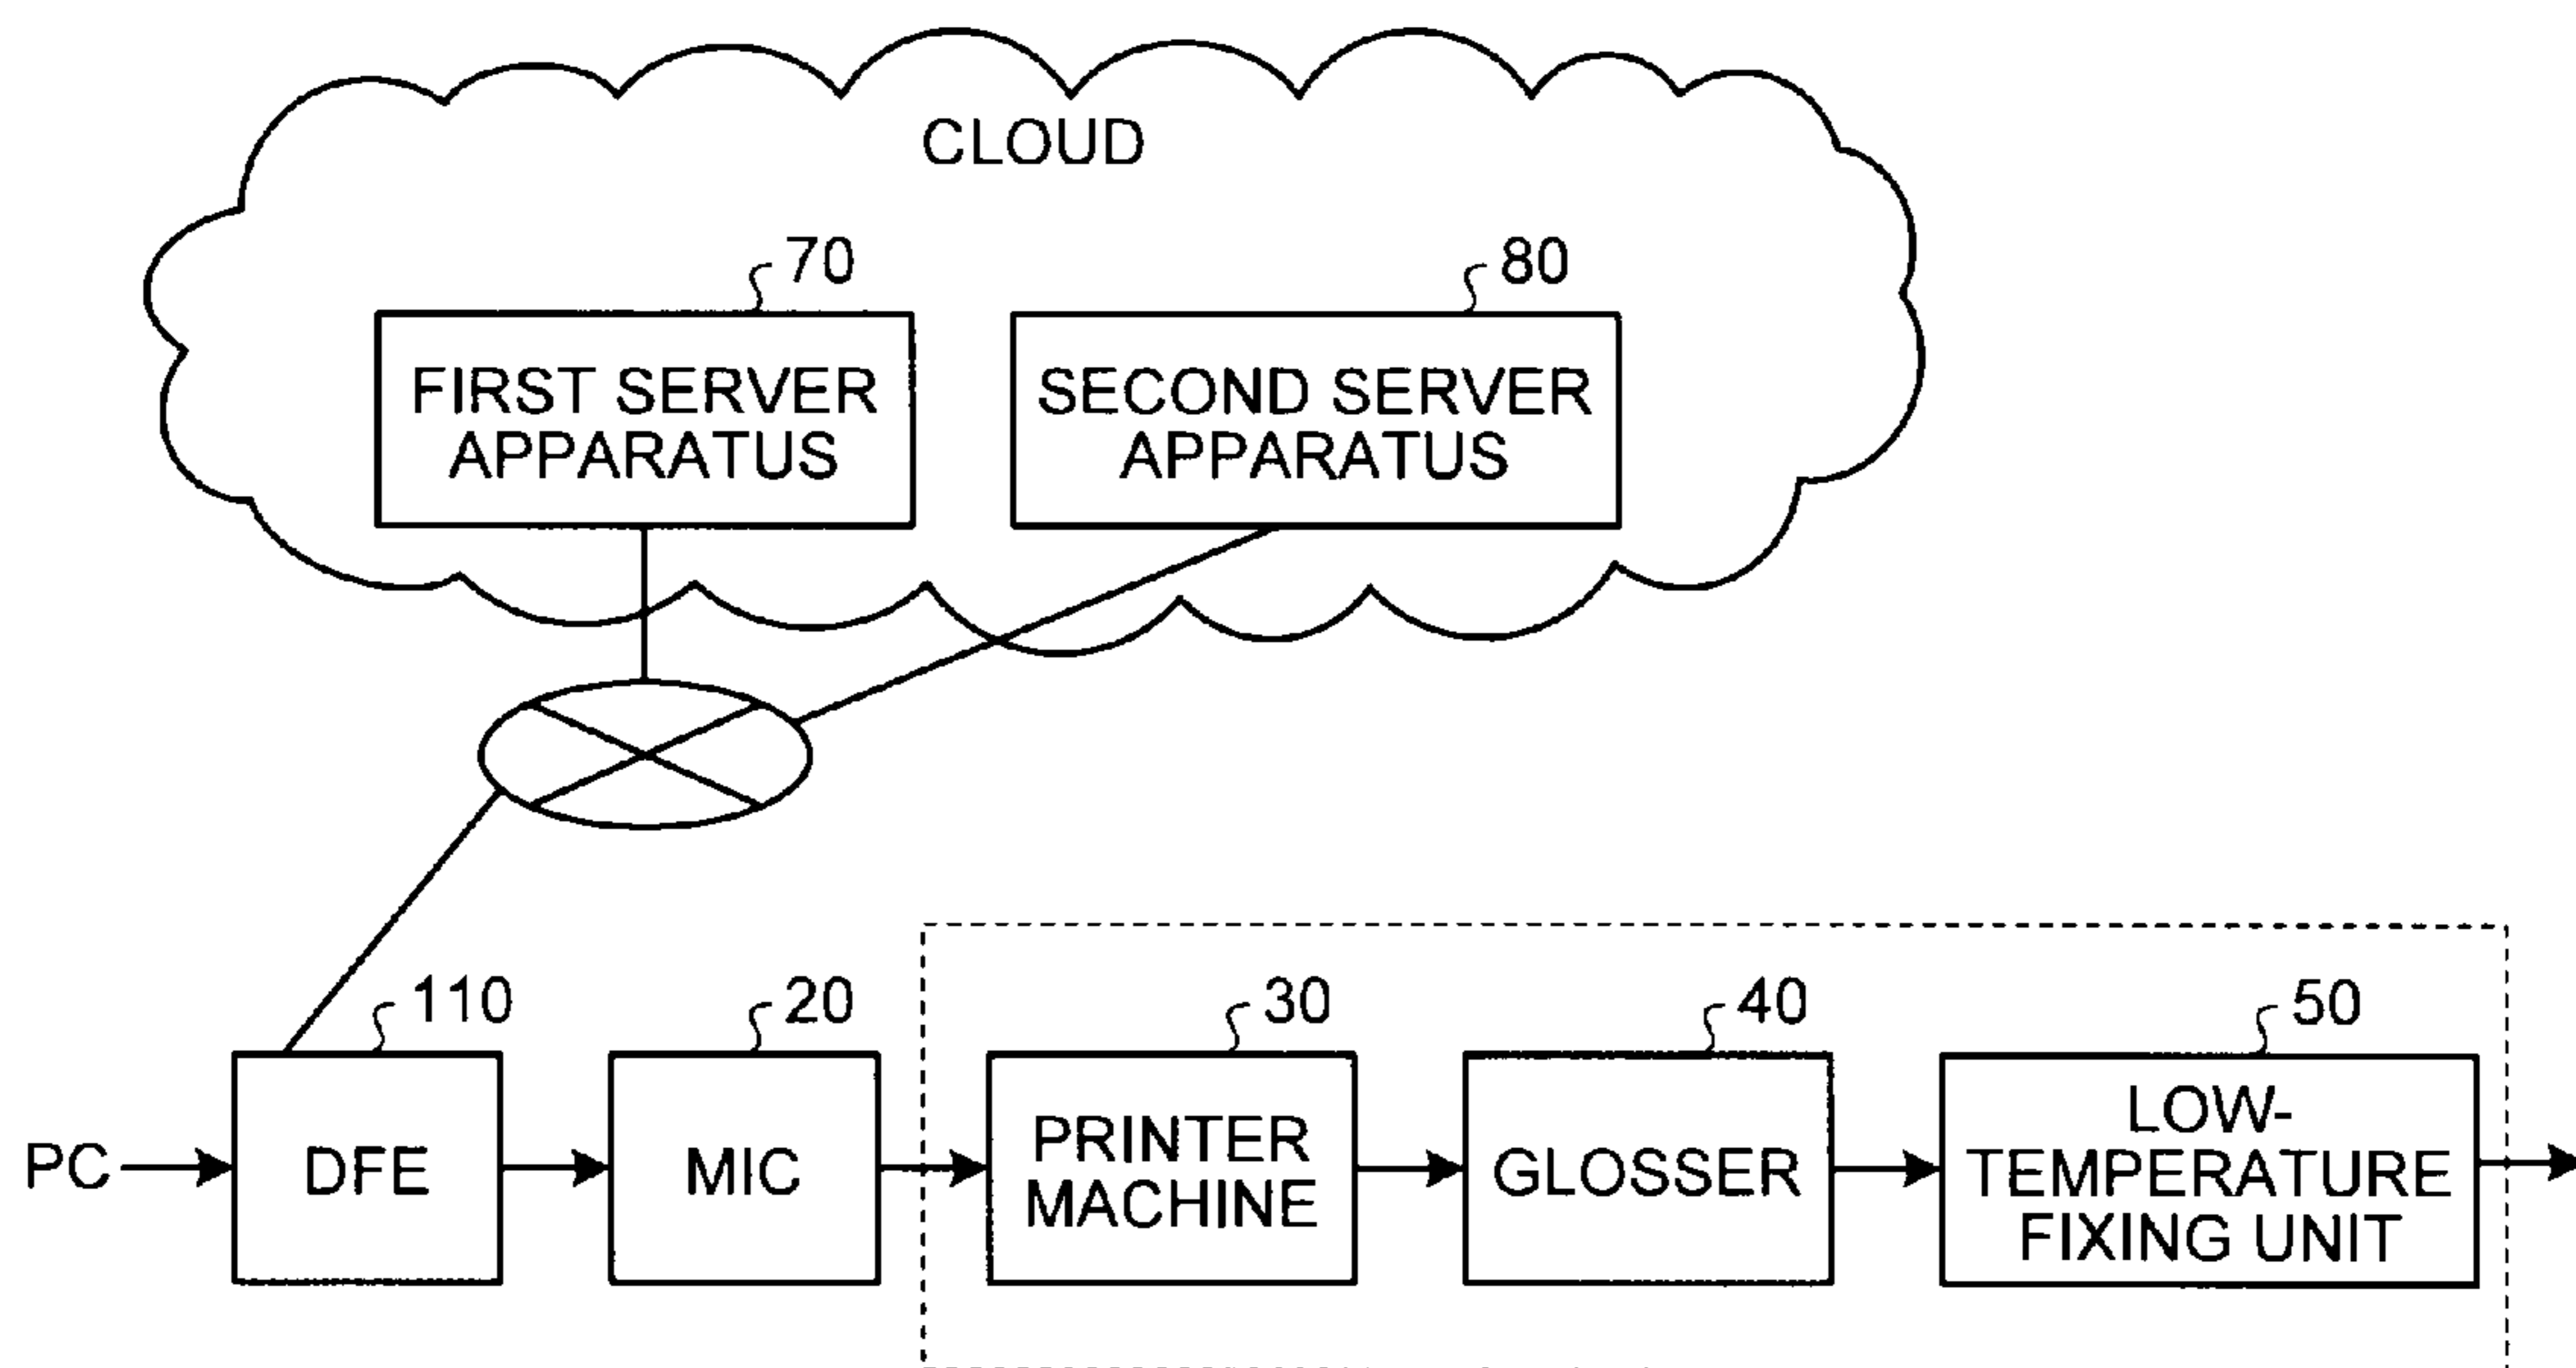 CLOUD
70
80
FIRST SERVER
APPARATUS
SECOND SERVER
APPARATUS
110
20
30
40
50
PC
DFE
MIC
PRINTER
MACHINE
GLOSSER
LOW-
TEMPERATURE
FIXING UNIT